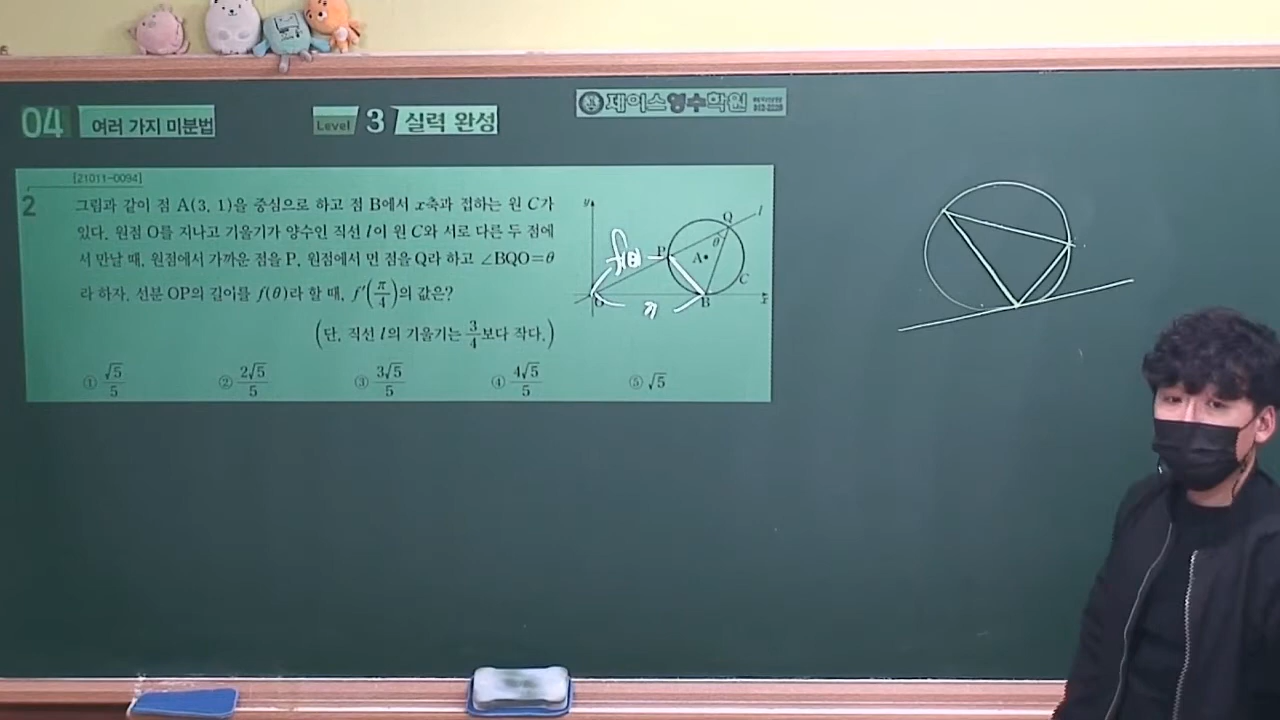 04 여러 가지 미분법
Level 3 실력 완성
제이스영수학원
[21011-0094]
2
그림과 같이 점 A(3, 1)을 중심으로 하고 점 B에서 x축과 접하는 원 C가
있다. 원점 O를 지나고 기울기가 양수인 직선 l이 원 C와 서로 다른 두 점에
서 만날 때, 원점에서 가까운 점을 P, 원점에서 먼 점을 Q라 하고 ∠BQO=θ
라 하자. 선분 OP의 길이를 f(θ)라 할 때, f′(π/4)의 값은?
(단, 직선 l의 기울기는 3/4보다 작다.)
① √5/5 ② 2√5/5 ③ 3√5/5 ④ 4√5/5 ⑤ √5
y
Q
l
θ
P
f(θ)
A
C
O
B
x